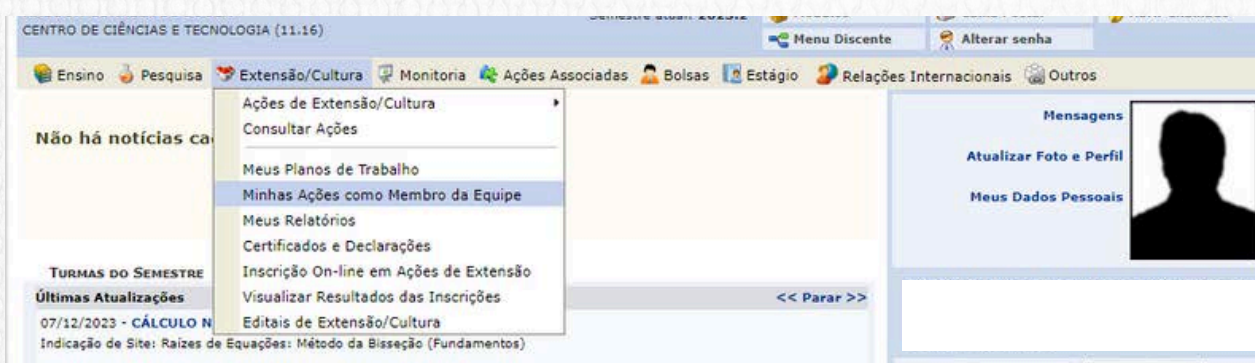 CENTRO DE CIÊNCIAS E TECNOLOGIA (11.16)
Semestre atual: 2023.2
Menu Discente
Alterar senha
Ensino Pesquisa Extensão/Cultura Monitoria Ações Associadas Bolsas Estágio Relações Internacionais Outros
Ações de Extensão/Cultura
Consultar Ações
Meus Planos de Trabalho
Minhas Ações como Membro da Equipe
Meus Relatórios
Certificados e Declarações
Inscrição On-line em Ações de Extensão
Visualizar Resultados das Inscrições
Editais de Extensão/Cultura
Não há notícias
TURMAS DO SEMESTRE
Últimas Atualizações
<< Parar >>
07/12/2023 - CÁLCULO N
Indicação de Site: Raízes de Equações: Método da Bisseção (Fundamentos)
Mensagens
Atualizar Foto e Perfil
Meus Dados Pessoais